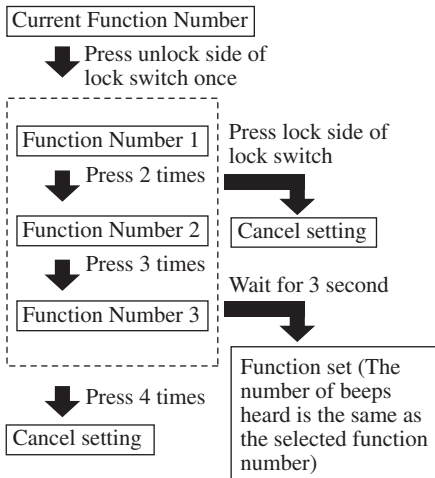 Current Function Number
Press unlock side of
lock switch once
Function Number 1
Press lock side of
lock switch
Press 2 times
Function Number 2
Cancel setting
Press 3 times
Wait for 3 second
Function Number 3
Function set (The
number of beeps
heard is the same as
the selected function
number)
Press 4 times
Cancel setting